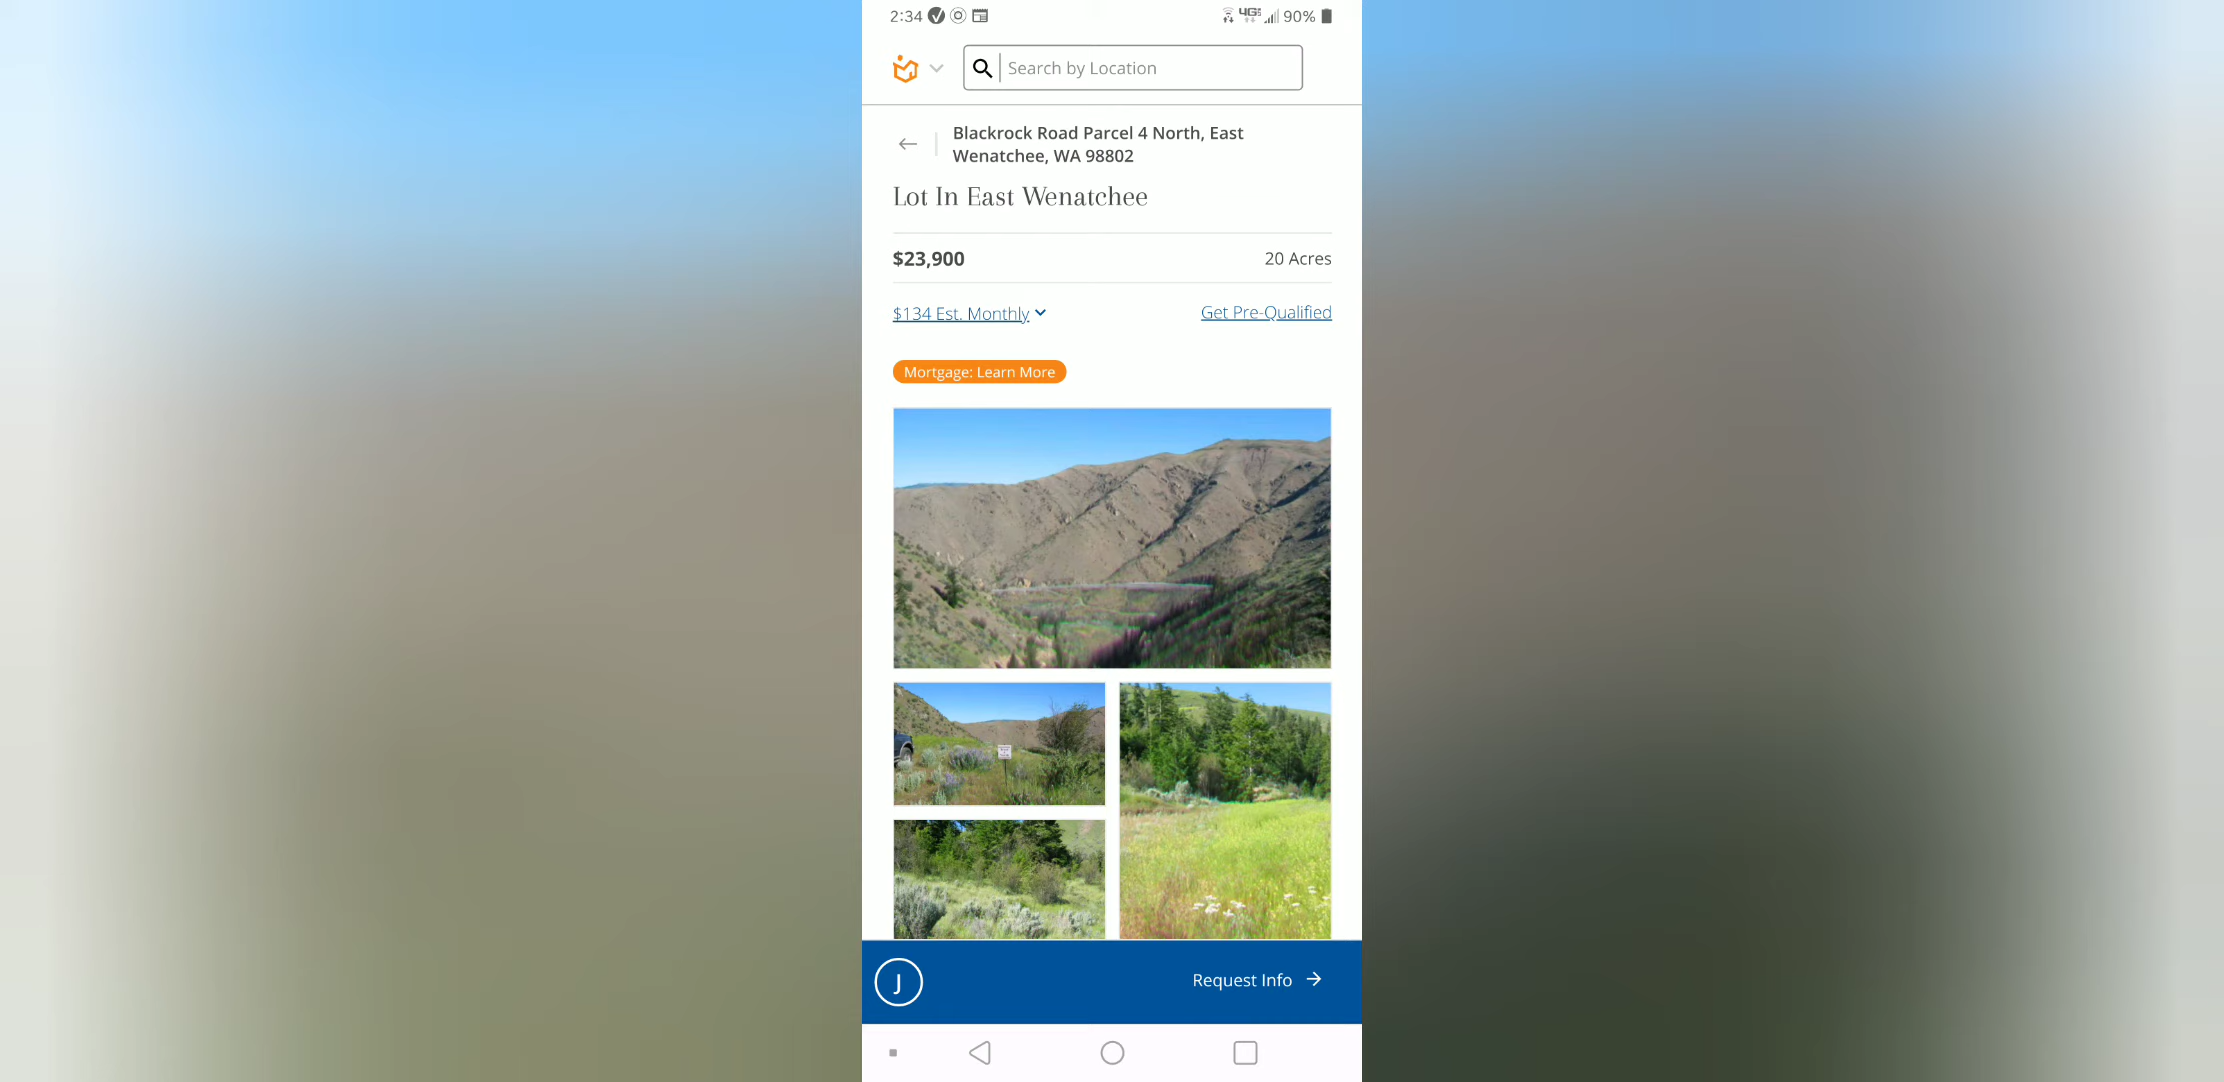 2:34
4G
90%
Search by Location
Blackrock Road Parcel 4 North, East
Wenatchee, WA 98802
Lot In East Wenatchee
$23,900
20 Acres
$134 Est. Monthly
Get Pre-Qualified
Mortgage: Learn More
J
Request Info